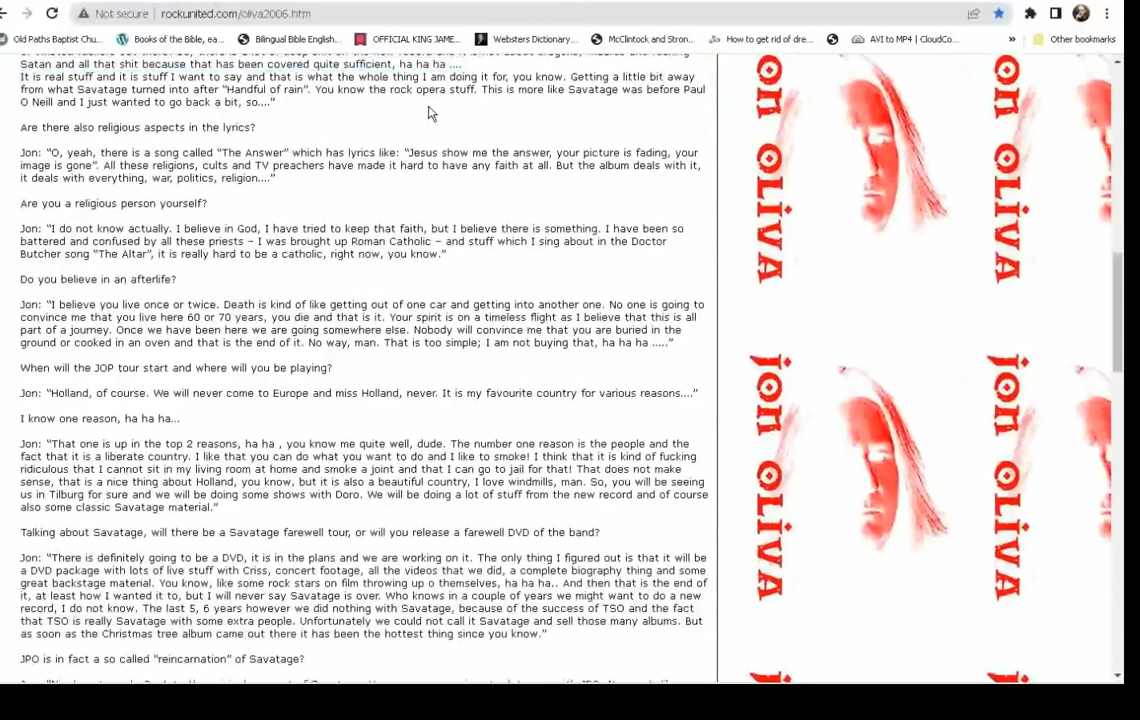 Not secure | rockunited.com/oliva2006.htm
Old Paths Baptist Chu... Books of the Bible, ea... Bilingual Bible English... OFFICIAL KING JAME... Websters Dictionary... McClintock and Stron... How to get rid of dre... AVI to MP4 | CloudCo... » Other bookmarks
Satan and all that shit because that has been covered quite sufficient, ha ha ha ....
It is real stuff and it is stuff I want to say and that is what the whole thing I am doing it for, you know. Getting a little bit away
from what Savatage turned into after “Handful of rain”. You know the rock opera stuff. This is more like Savatage was before Paul
O Neill and I just wanted to go back a bit, so....”
Are there also religious aspects in the lyrics?
Jon: “O, yeah, there is a song called “The Answer” which has lyrics like: “Jesus show me the answer, your picture is fading, your
image is gone”. All these religions, cults and TV preachers have made it hard to have any faith at all. But the album deals with it,
it deals with everything, war, politics, religion....”
Are you a religious person yourself?
Jon: “I do not know actually. I believe in God, I have tried to keep that faith, but I believe there is something. I have been so
battered and confused by all these priests – I was brought up Roman Catholic – and stuff which I sing about in the Doctor
Butcher song “The Altar”, it is really hard to be a catholic, right now, you know.”
Do you believe in an afterlife?
Jon: “I believe you live once or twice. Death is kind of like getting out of one car and getting into another one. No one is going to
convince me that you live here 60 or 70 years, you die and that is it. Your spirit is on a timeless flight as I believe that this is all
part of a journey. Once we have been here we are going somewhere else. Nobody will convince me that you are buried in the
ground or cooked in an oven and that is the end of it. No way, man. That is too simple; I am not buying that, ha ha ha .....”
When will the JOP tour start and where will you be playing?
Jon: “Holland, of course. We will never come to Europe and miss Holland, never. It is my favourite country for various reasons....”
I know one reason, ha ha ha...
Jon: “That one is up in the top 2 reasons, ha ha , you know me quite well, dude. The number one reason is the people and the
fact that it is a liberate country. I like that you can do what you want to do and I like to smoke! I think that it is kind of fucking
ridiculous that I cannot sit in my living room at home and smoke a joint and that I can go to jail for that! That does not make
sense, that is a nice thing about Holland, you know, but it is also a beautiful country, I love windmills, man. So, you will be seeing
us in Tilburg for sure and we will be doing some shows with Doro. We will be doing a lot of stuff from the new record and of course
also some classic Savatage material.”
Talking about Savatage, will there be a Savatage farewell tour, or will you release a farewell DVD of the band?
Jon: “There is definitely going to be a DVD, it is in the plans and we are working on it. The only thing I figured out is that it will be
a DVD package with lots of live stuff with Criss, concert footage, all the videos that we did, a complete biography thing and some
great backstage material. You know, like some rock stars on film throwing up o themselves, ha ha ha.. And then that is the end of
it, at least how I wanted it to, but I will never say Savatage is over. Who knows in a couple of years we might want to do a new
record, I do not know. The last 5, 6 years however we did nothing with Savatage, because of the success of TSO and the fact
that TSO is really Savatage with some extra people. Unfortunately we could not call it Savatage and sell those many albums. But
as soon as the Christmas tree album came out there it has been the hottest thing since you know.”
JPO is in fact a so called “reincarnation” of Savatage?
JON OLIVA
JON OLIVA
JON OLIVA
JON OLIVA